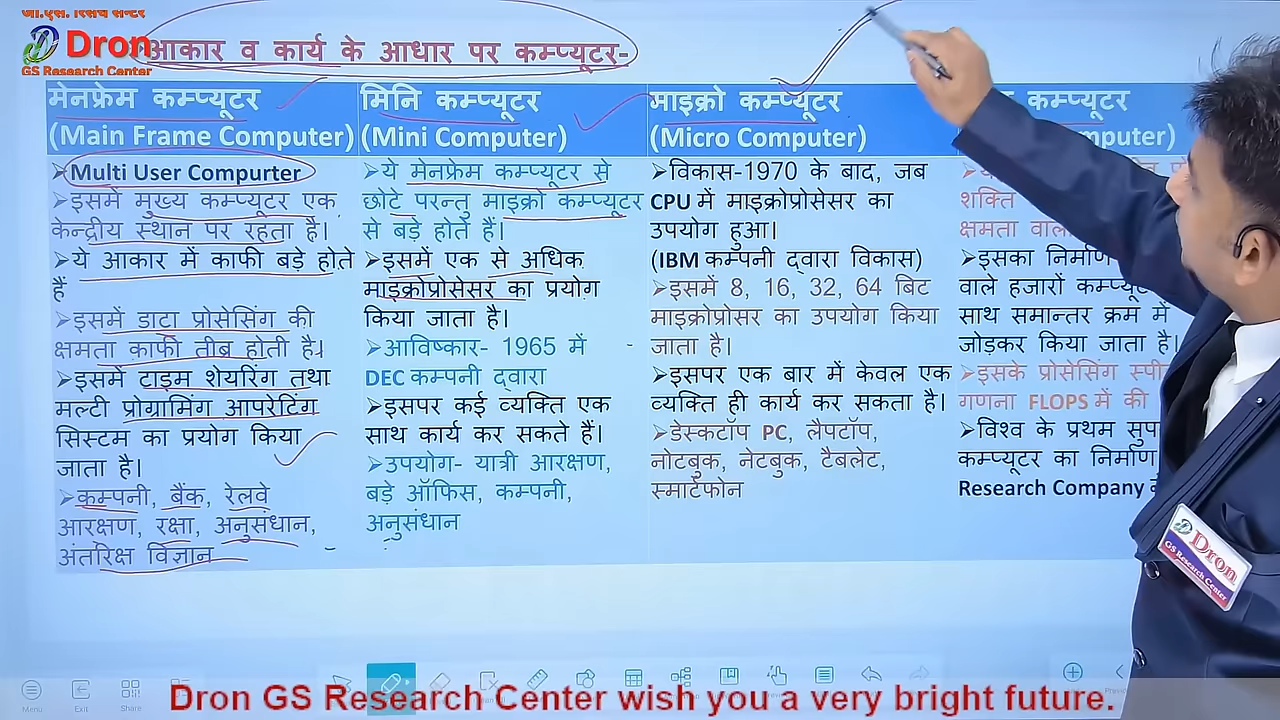 जी.एस. रिसर्च सेन्टर
Dron
GS Research Center
आकार व कार्य के आधार पर कम्प्यूटर-
मेनफ्रेम कम्प्यूटर
(Main Frame Computer)
➢Multi User Compurter
➢इसमें मुख्य कम्प्यूटर एक
केन्द्रीय स्थान पर रहता है।
➢ये आकार में काफी बड़े होते
हैं
➢इसमें डाटा प्रोसेसिंग की
क्षमता काफी तीब्र होती है।
➢इसमें टाइम शेयरिंग तथा
मल्टी प्रोग्रामिंग आपरेटिंग
सिस्टम का प्रयोग किया
जाता है।
➢कम्पनी, बैंक, रेलवे
आरक्षण, रक्षा, अनुसंधान,
अंतरिक्ष विज्ञान
मिनि कम्प्यूटर
(Mini Computer)
➢ये मेनफ्रेम कम्प्यूटर से
छोटे परन्तु माइक्रो कम्प्यूटर
से बड़े होते हैं।
➢इसमें एक से अधिक
माइक्रोप्रोसेसर का प्रयोग
किया जाता है।
➢आविष्कार- 1965 में
DEC कम्पनी द्वारा
➢इसपर कई व्यक्ति एक
साथ कार्य कर सकते हैं।
➢उपयोग- यात्री आरक्षण,
बड़े ऑफिस, कम्पनी,
अनुसंधान
माइक्रो कम्प्यूटर
(Micro Computer)
➢विकास-1970 के बाद, जब
CPU में माइक्रोप्रोसेसर का
उपयोग हुआ।
(IBM कम्पनी द्वारा विकास)
➢इसमें 8, 16, 32, 64 बिट
माइक्रोप्रोसर का उपयोग किया
जाता है।
➢इसपर एक बार में केवल एक
व्यक्ति ही कार्य कर सकता है।
➢डेस्कटॉप PC, लैपटॉप,
नोटबुक, नेटबुक, टैबलेट,
स्मार्टफोन
कम्प्यूटर
शक्ति
क्षमता
➢इसका निर्माण
वाले हजारों
साथ समान्तर क्रम में
जोड़कर किया जाता है।
➢इसके प्रोसेसिंग
गणना FLOPS में की
➢विश्व के प्रथम
कम्प्यूटर का निर्माण
Research Company
Dron
GS Research Center
Menu
Exit
Share
Dron GS Research Center wish you a very bright future.